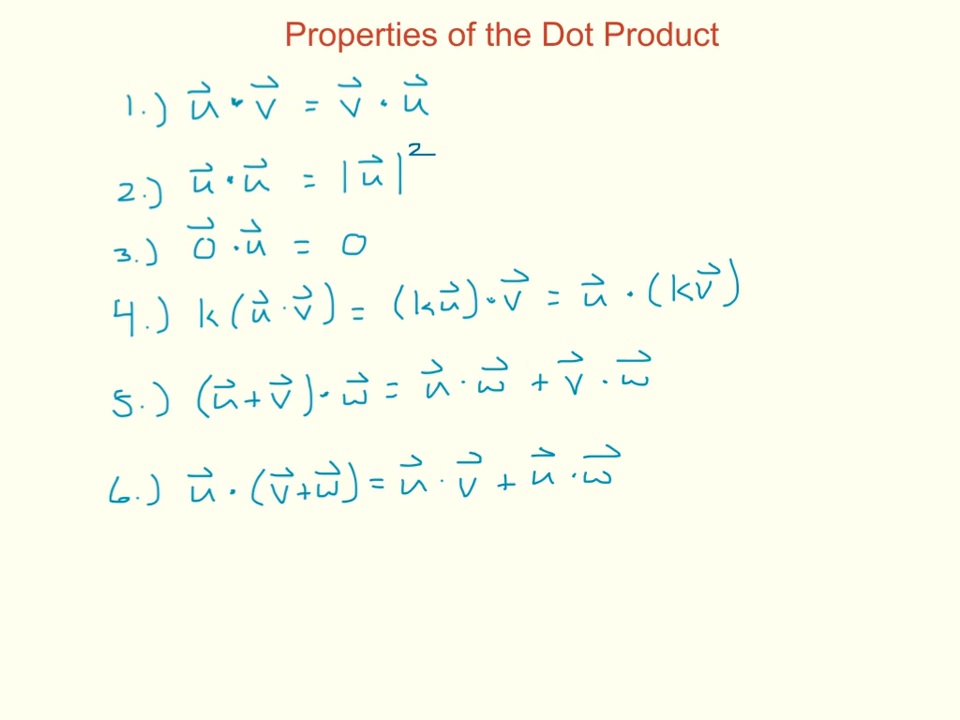 Properties of the Dot Product
1.) u⃗ · v⃗ = v⃗ · u⃗
2.) u⃗ · u⃗ = |u⃗|²
3.) 0⃗ · u⃗ = 0
4.) k(u⃗ · v⃗) = (ku⃗) · v⃗ = u⃗ · (kv⃗)
5.) (u⃗ + v⃗) · w⃗ = u⃗ · w⃗ + v⃗ · w⃗
6.) u⃗ · (v⃗ + w⃗) = u⃗ · v⃗ + u⃗ · w⃗